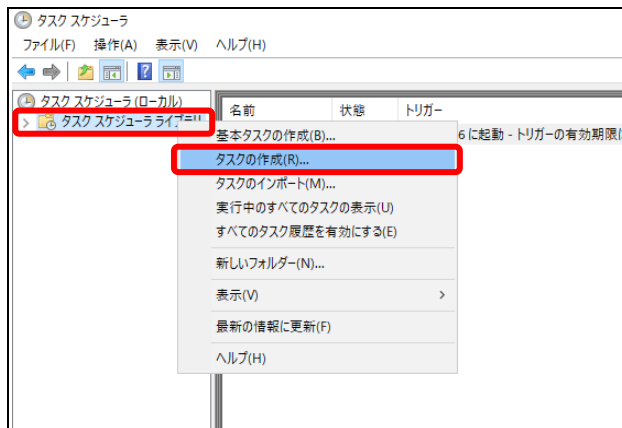 タスク スケジューラ
ファイル(F) 操作(A) 表示(V) ヘルプ(H)
タスク スケジューラ (ローカル)
タスク スケジューラ ライブラリ
名前 状態 トリガー
基本タスクの作成(B)...
6 に起動 - トリガーの有効期限に
タスクの作成(R)...
タスクのインポート(M)...
実行中のすべてのタスクの表示(U)
すべてのタスク履歴を有効にする(E)
新しいフォルダー(N)...
表示(V)
最新の情報に更新(F)
ヘルプ(H)